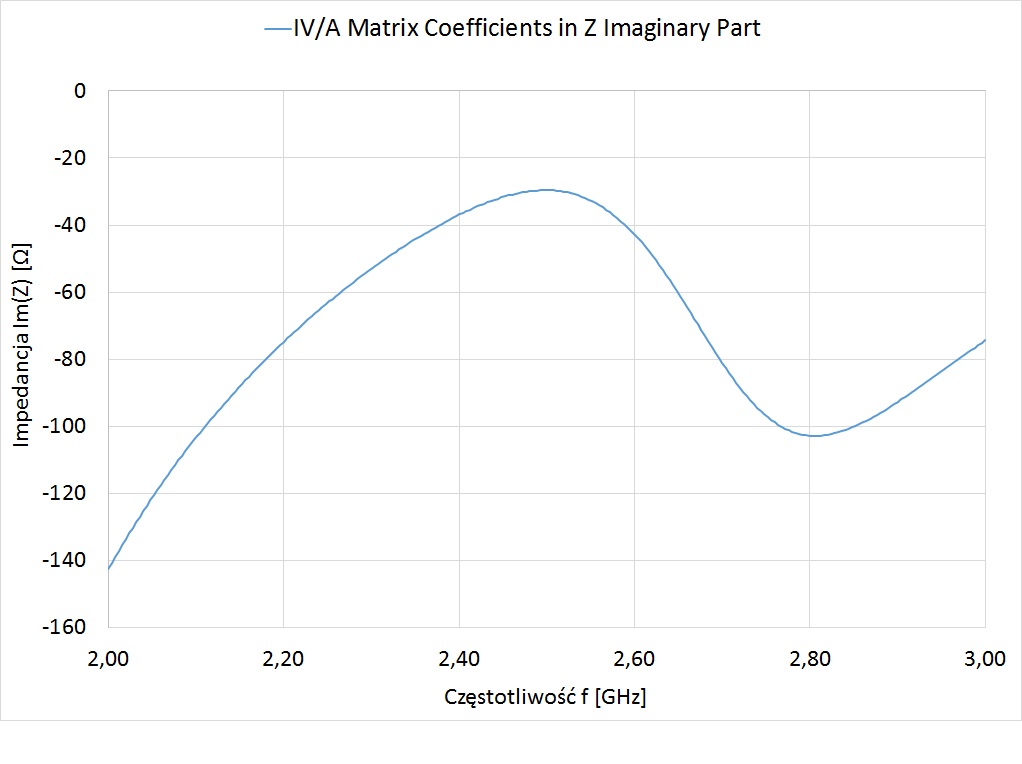 IV/A Matrix Coefficients in Z Imaginary Part
0
-20
-40
-60
-80
-100
-120
-140
-160
Impedancja Im(Z) [Ω]
2,00 2,20 2,40 2,60 2,80 3,00
Częstotliwość f [GHz]